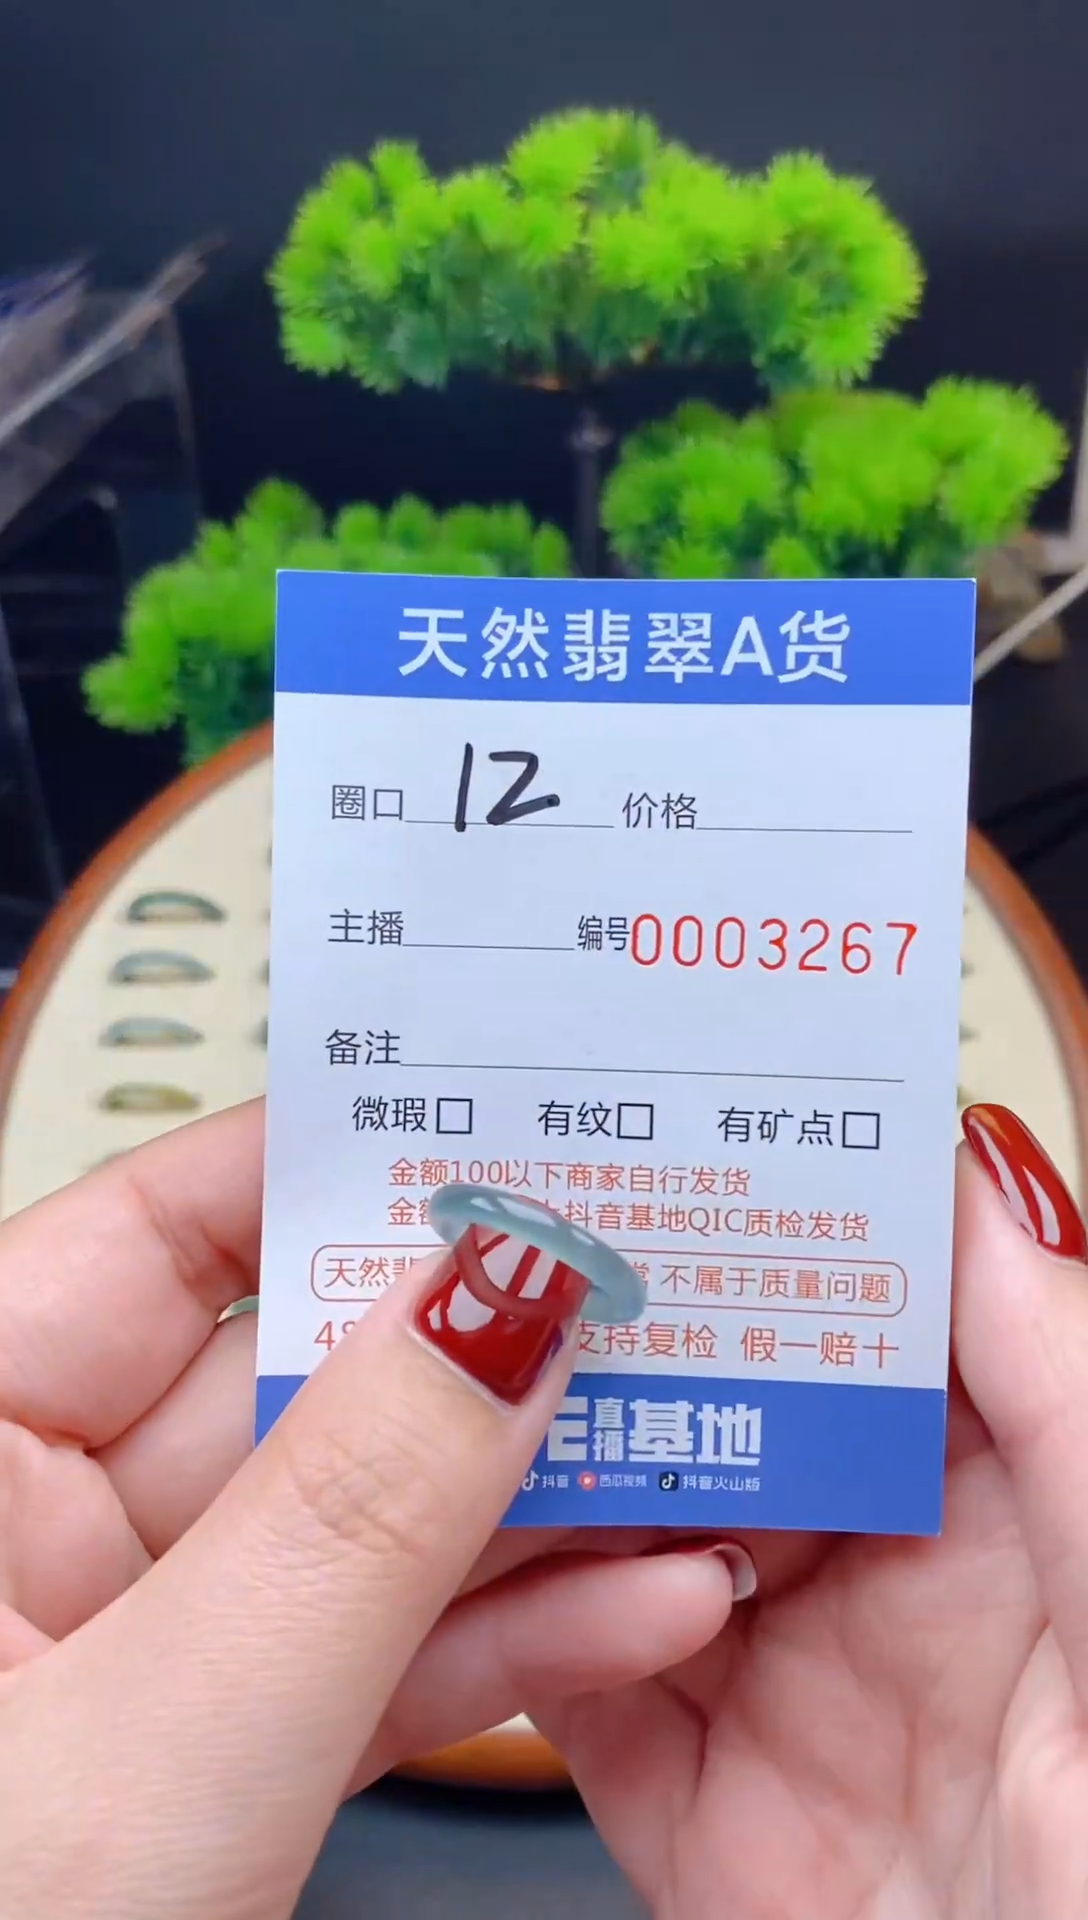 天然翡翠A货
圈口 12 价格
主播 编号0003267
备注
微瑕□ 有纹□ 有矿点□
金额100以下商家自行发货
金 抖音基地QIC质检发货
天然 不属于质量问题
4 支持复检 假一赔十
直播基地
抖音 西瓜视频 抖音火山版